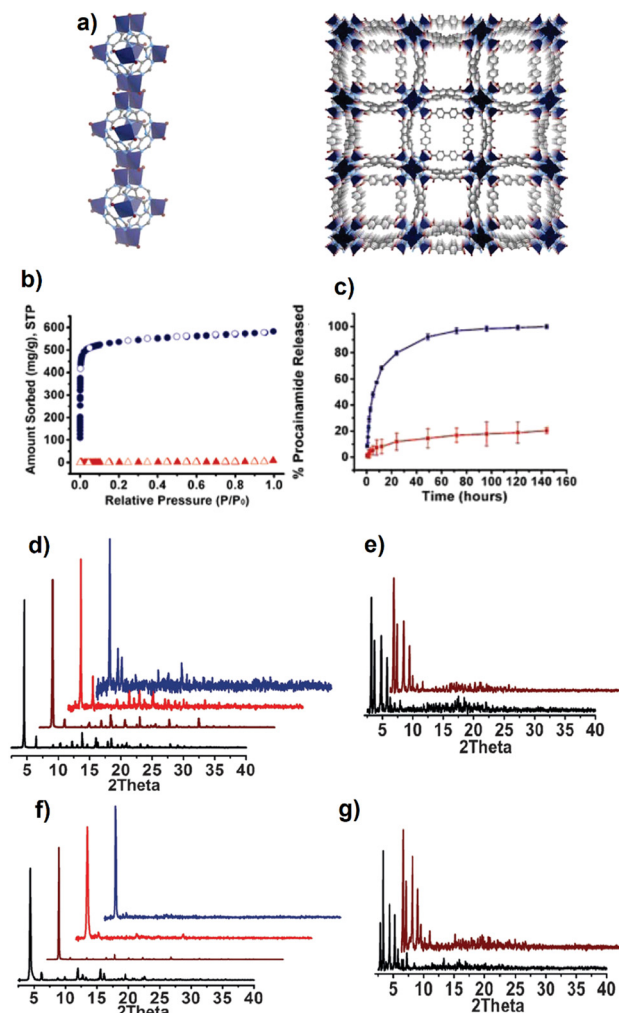 a)
b)
c)
Amount Sorbed (mg/g), STP
600
500
400
300
200
100
0
0.0 0.2 0.4 0.6 0.8 1.0
Relative Pressure (P/P₀)
% Procainamide Released
100
80
60
40
20
0
0 20 40 60 80 100 120 140 160
Time (hours)
d)
5 10 15 20 25 30 35 40
2Theta
e)
5 10 15 20 25 30 35 40
2Theta
f)
5 10 15 20 25 30 35 40
2Theta
g)
5 10 15 20 25 30 35 40
2Theta